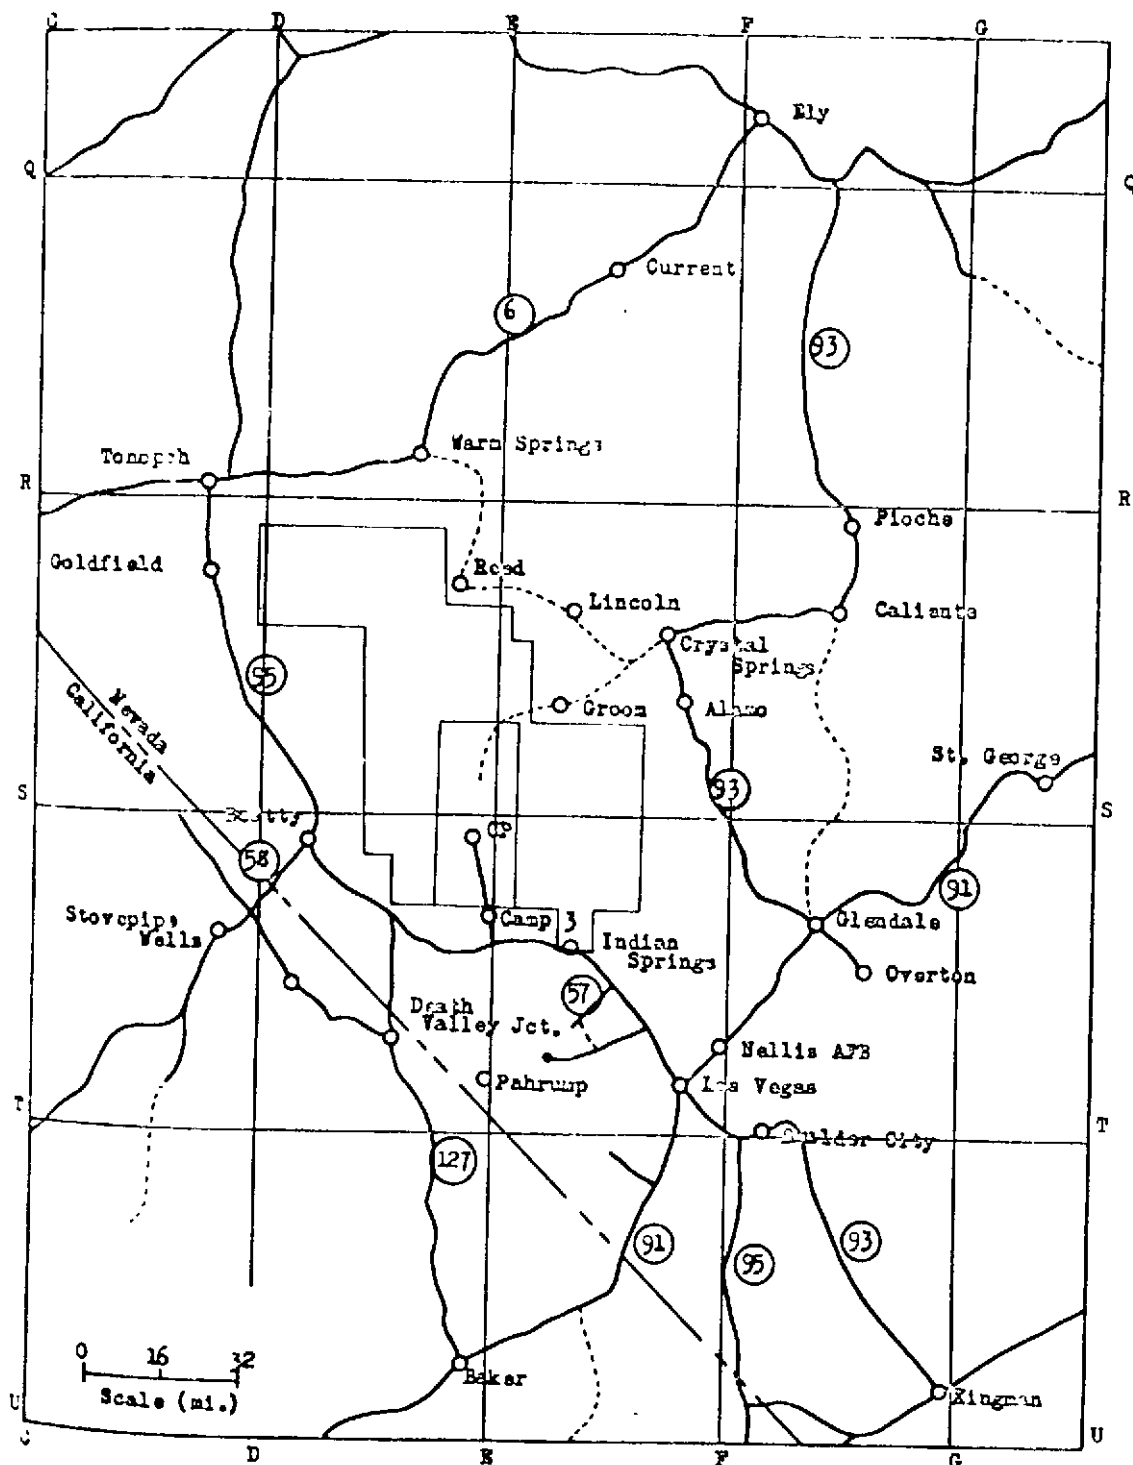 C D E F G
Ely
Q Q
Current
6
93
Warm Springs
Tonopah
R R
Pioche
Goldfield
Reed
Lincoln
Caliente
Crystal
Springs
95
Groom
Alamo
Nevada
California
St. George
93
S S
Beatty
CP
58
91
Stovepipe
Wells
Camp 3
Glendale
Indian
Springs
Overton
57
Death
Valley Jct.
Nellis AFB
Pahrump
Las Vegas
T T
Boulder City
127
91
95
93
0 16 32
Scale (mi.)
Baker
Kingman
U U
D E F G